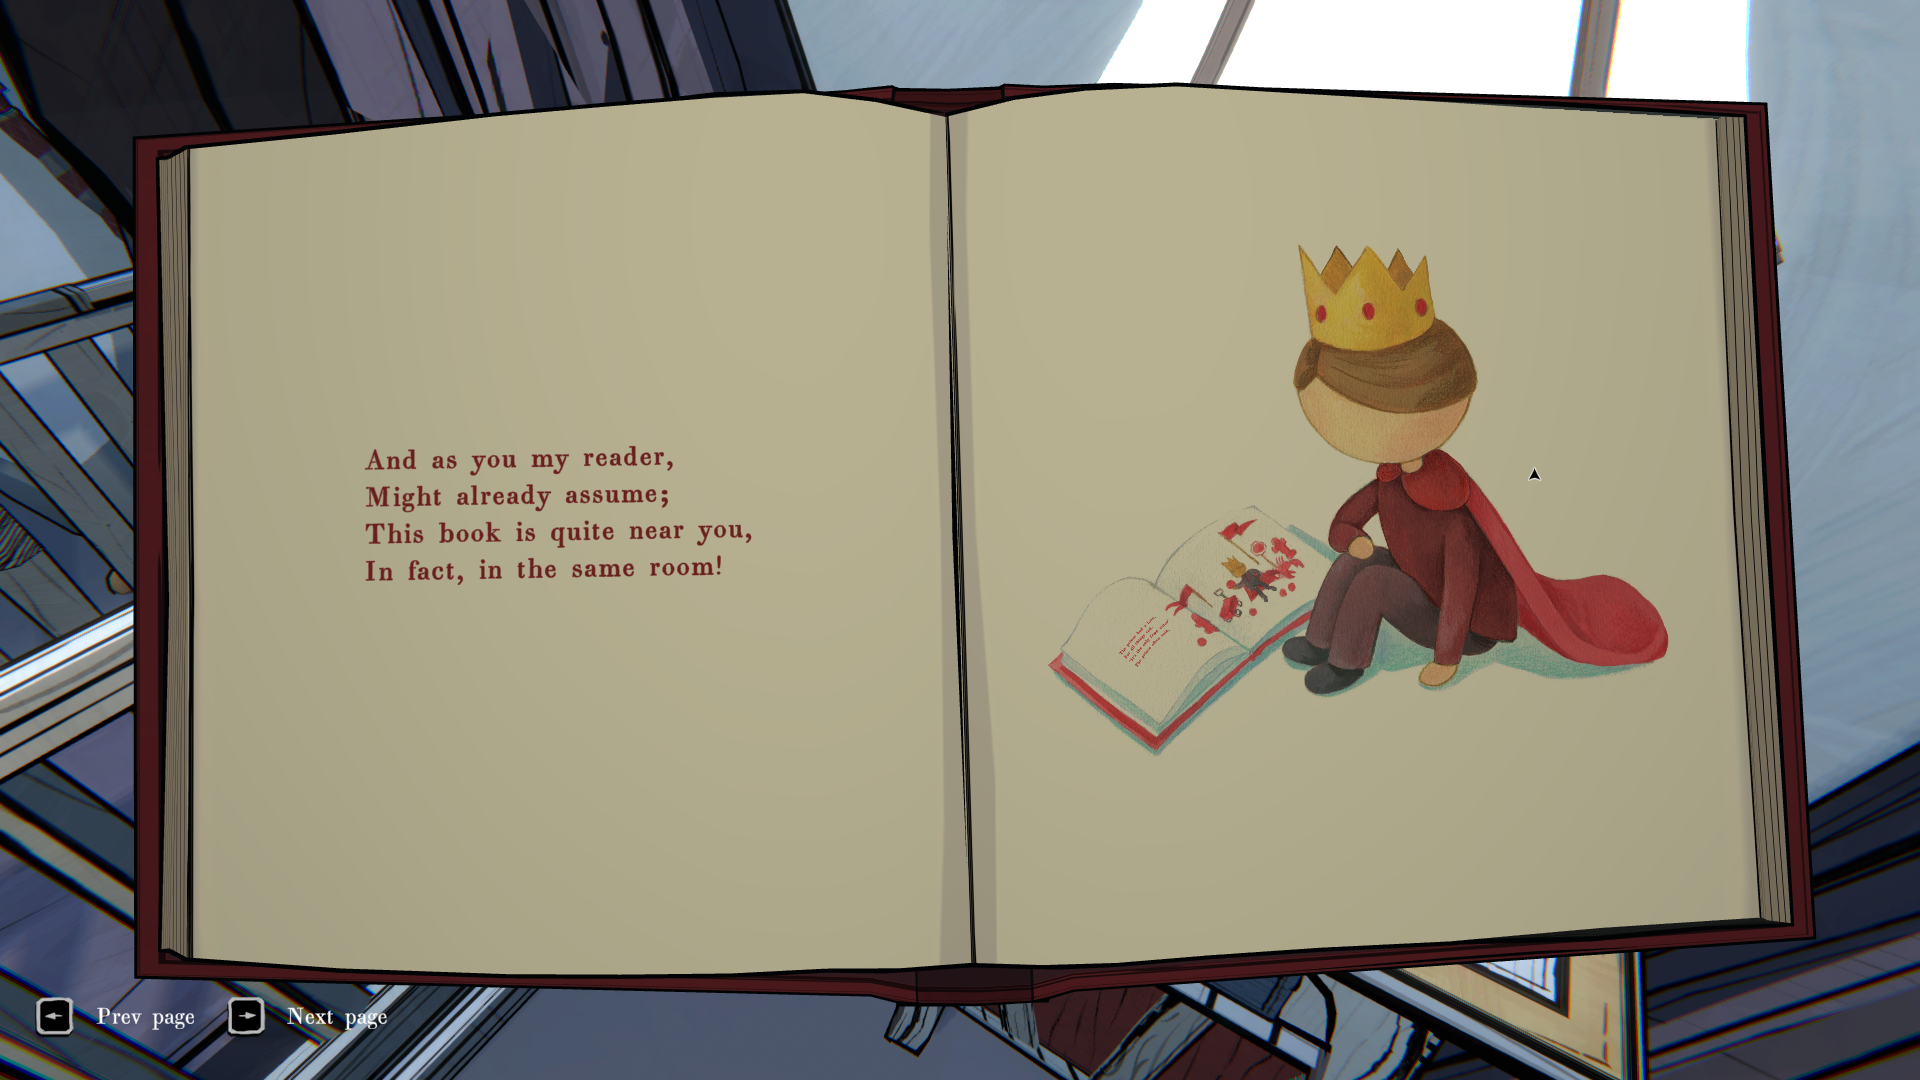 And as you my reader,
Might already assume;
This book is quite near you,
In fact, in the same room!
Prev page
Next page